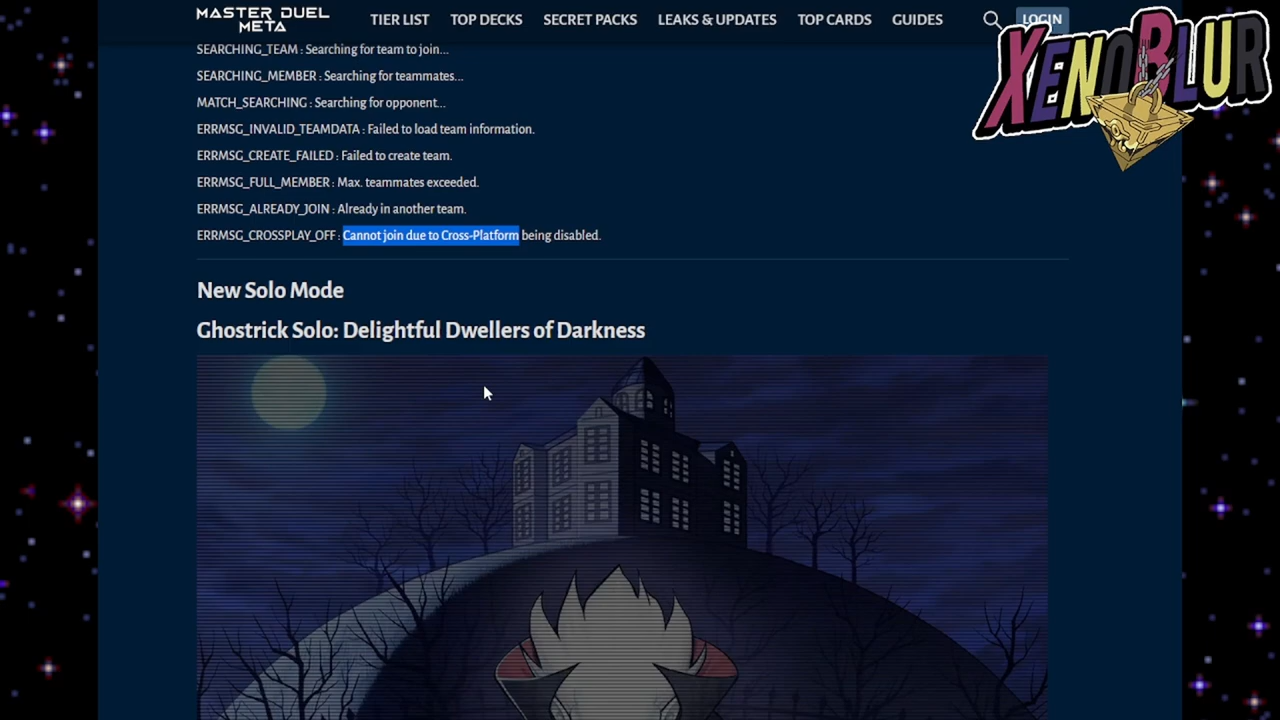 MASTER DUEL
META
TIER LIST
TOP DECKS
SECRET PACKS
LEAKS & UPDATES
TOP CARDS
GUIDES
LOGIN
XENOBLUR
SEARCHING_TEAM : Searching for team to join...
SEARCHING_MEMBER : Searching for teammates...
MATCH_SEARCHING : Searching for opponent...
ERRMSG_INVALID_TEAMDATA : Failed to load team information.
ERRMSG_CREATE_FAILED : Failed to create team.
ERRMSG_FULL_MEMBER : Max. teammates exceeded.
ERRMSG_ALREADY_JOIN : Already in another team.
ERRMSG_CROSSPLAY_OFF : Cannot join due to Cross-Platform being disabled.
New Solo Mode
Ghostrick Solo: Delightful Dwellers of Darkness